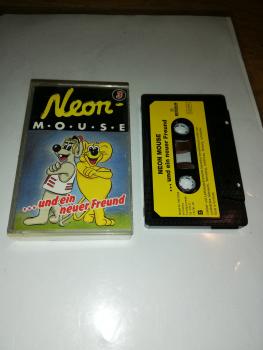 3
Neon-
M·O·U·S·E
...und ein
neuer Freund
NEON MOUSE
... und ein neuer Freund
B